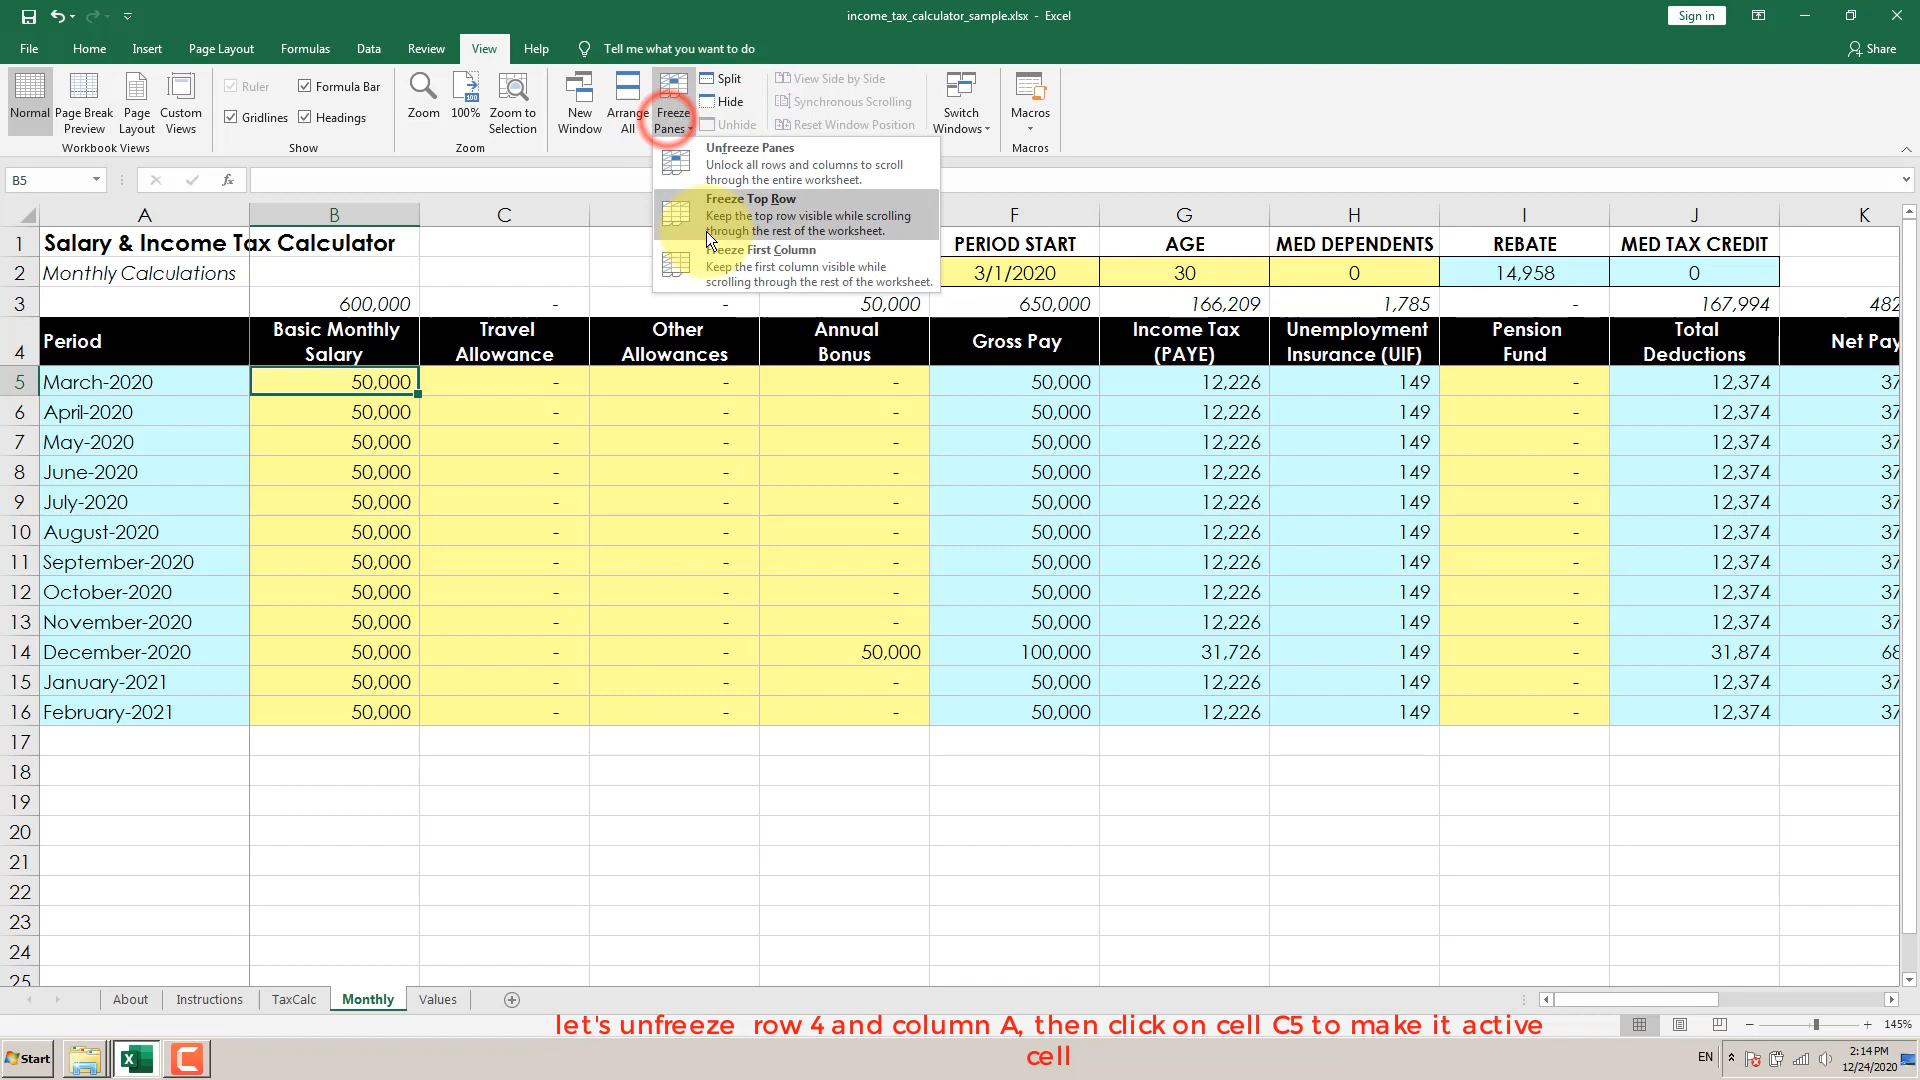 income_tax_calculator_sample.xlsx - Excel
Sign in
File Home Insert Page Layout Formulas Data Review View Help Tell me what you want to do Share
Normal
Page Break Preview
Page Layout
Custom Views
Workbook Views
Ruler
Formula Bar
Gridlines
Headings
Show
Zoom
100%
Zoom to Selection
Zoom
New Window
Arrange All
Freeze Panes
Split
Hide
Unhide
View Side by Side
Synchronous Scrolling
Reset Window Position
Switch Windows
Macros
Macros
Unfreeze Panes
Unlock all rows and columns to scroll
through the entire worksheet.
Freeze Top Row
Keep the top row visible while scrolling
through the rest of the worksheet.
Freeze First Column
Keep the first column visible while
scrolling through the rest of the worksheet.
B5 fx
A B C F G H I J K
1 Salary & Income Tax Calculator PERIOD START AGE MED DEPENDENTS REBATE MED TAX CREDIT
2 Monthly Calculations 3/1/2020 30 0 14,958 0
3 600,000 - - 50,000 650,000 166,209 1,785 - 167,994 482
4 Period Basic Monthly Salary Travel Allowance Other Allowances Annual Bonus Gross Pay Income Tax (PAYE) Unemployment Insurance (UIF) Pension Fund Total Deductions Net Pay
5 March-2020 50,000 - - - 50,000 12,226 149 - 12,374 37
6 April-2020 50,000 - - - 50,000 12,226 149 - 12,374 37
7 May-2020 50,000 - - - 50,000 12,226 149 - 12,374 37
8 June-2020 50,000 - - - 50,000 12,226 149 - 12,374 37
9 July-2020 50,000 - - - 50,000 12,226 149 - 12,374 37
10 August-2020 50,000 - - - 50,000 12,226 149 - 12,374 37
11 September-2020 50,000 - - - 50,000 12,226 149 - 12,374 37
12 October-2020 50,000 - - - 50,000 12,226 149 - 12,374 37
13 November-2020 50,000 - - - 50,000 12,226 149 - 12,374 37
14 December-2020 50,000 - - 50,000 100,000 31,726 149 - 31,874 68
15 January-2021 50,000 - - - 50,000 12,226 149 - 12,374 37
16 February-2021 50,000 - - - 50,000 12,226 149 - 12,374 37
17
18
19
20
21
22
23
24
25
About Instructions TaxCalc Monthly Values
let's unfreeze row 4 and column A, then click on cell C5 to make it active
cell
145%
Start
EN
2:14 PM
12/24/2020